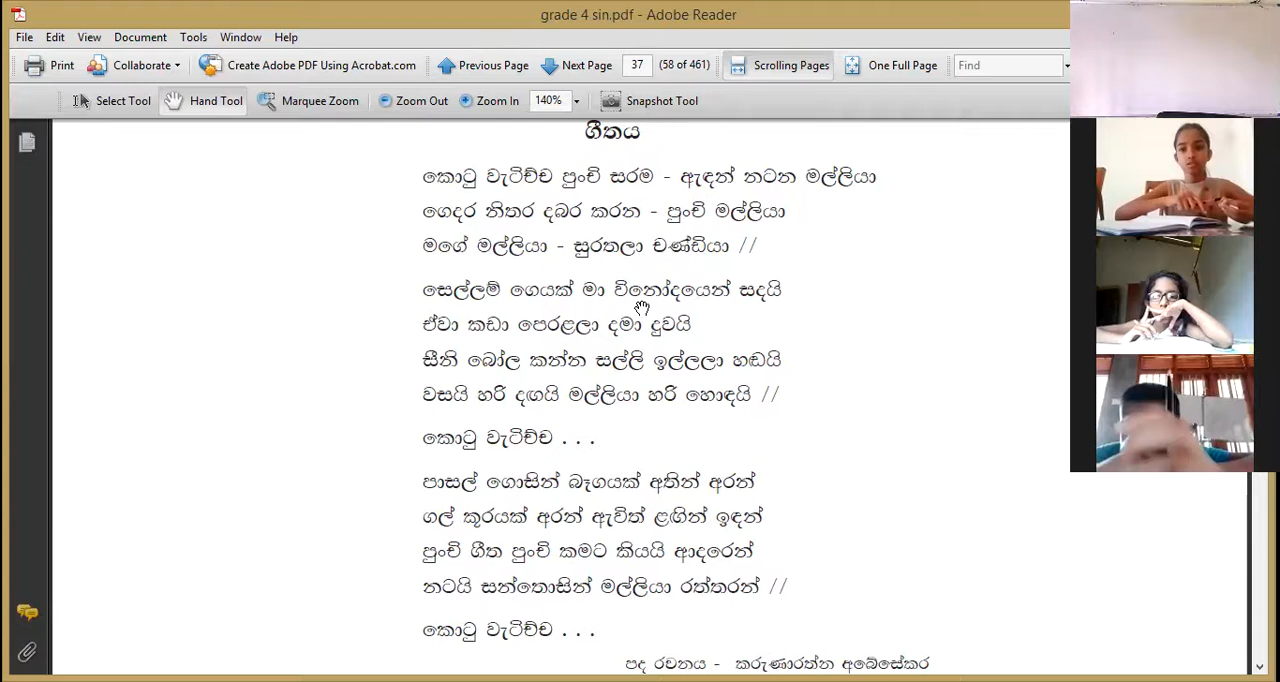 grade 4 sin.pdf - Adobe Reader
File Edit View Document Tools Window Help
Print Collaborate Create Adobe PDF Using Acrobat.com Previous Page Next Page 37 (58 of 461) Scrolling Pages One Full Page Find
Select Tool Hand Tool Marquee Zoom Zoom Out Zoom In 140% Snapshot Tool
ගීතය
කොටු වැටිච්ච පුංචි සරම - ඇඳන් නටන මල්ලියා
ගෙදර නිතර දබර කරන - පුංචි මල්ලියා
මගේ මල්ලියා - සුරතලා චණ්ඩියා //
සෙල්ලම් ගෙයක් මා විනෝදයෙන් සදයි
ඒවා කඩා පෙරළලා දමා දුවයි
සීනි බෝල කන්න සල්ලි ඉල්ලලා හඬයි
වසයි හරි දඟයි මල්ලියා හරි හොඳයි //
කොටු වැටිච්ච . . .
පාසල් ගොසින් බෑගයක් අතින් අරන්
ගල් කූරයක් අරන් ඇවිත් ළඟින් ඉඳන්
පුංචි ගීත පුංචි කමට කියයි ආදරෙන්
නටයි සන්තොසින් මල්ලියා රත්තරන් //
කොටු වැටිච්ච . . .
පද රචනය - කරුණාරත්න අබේසේකර